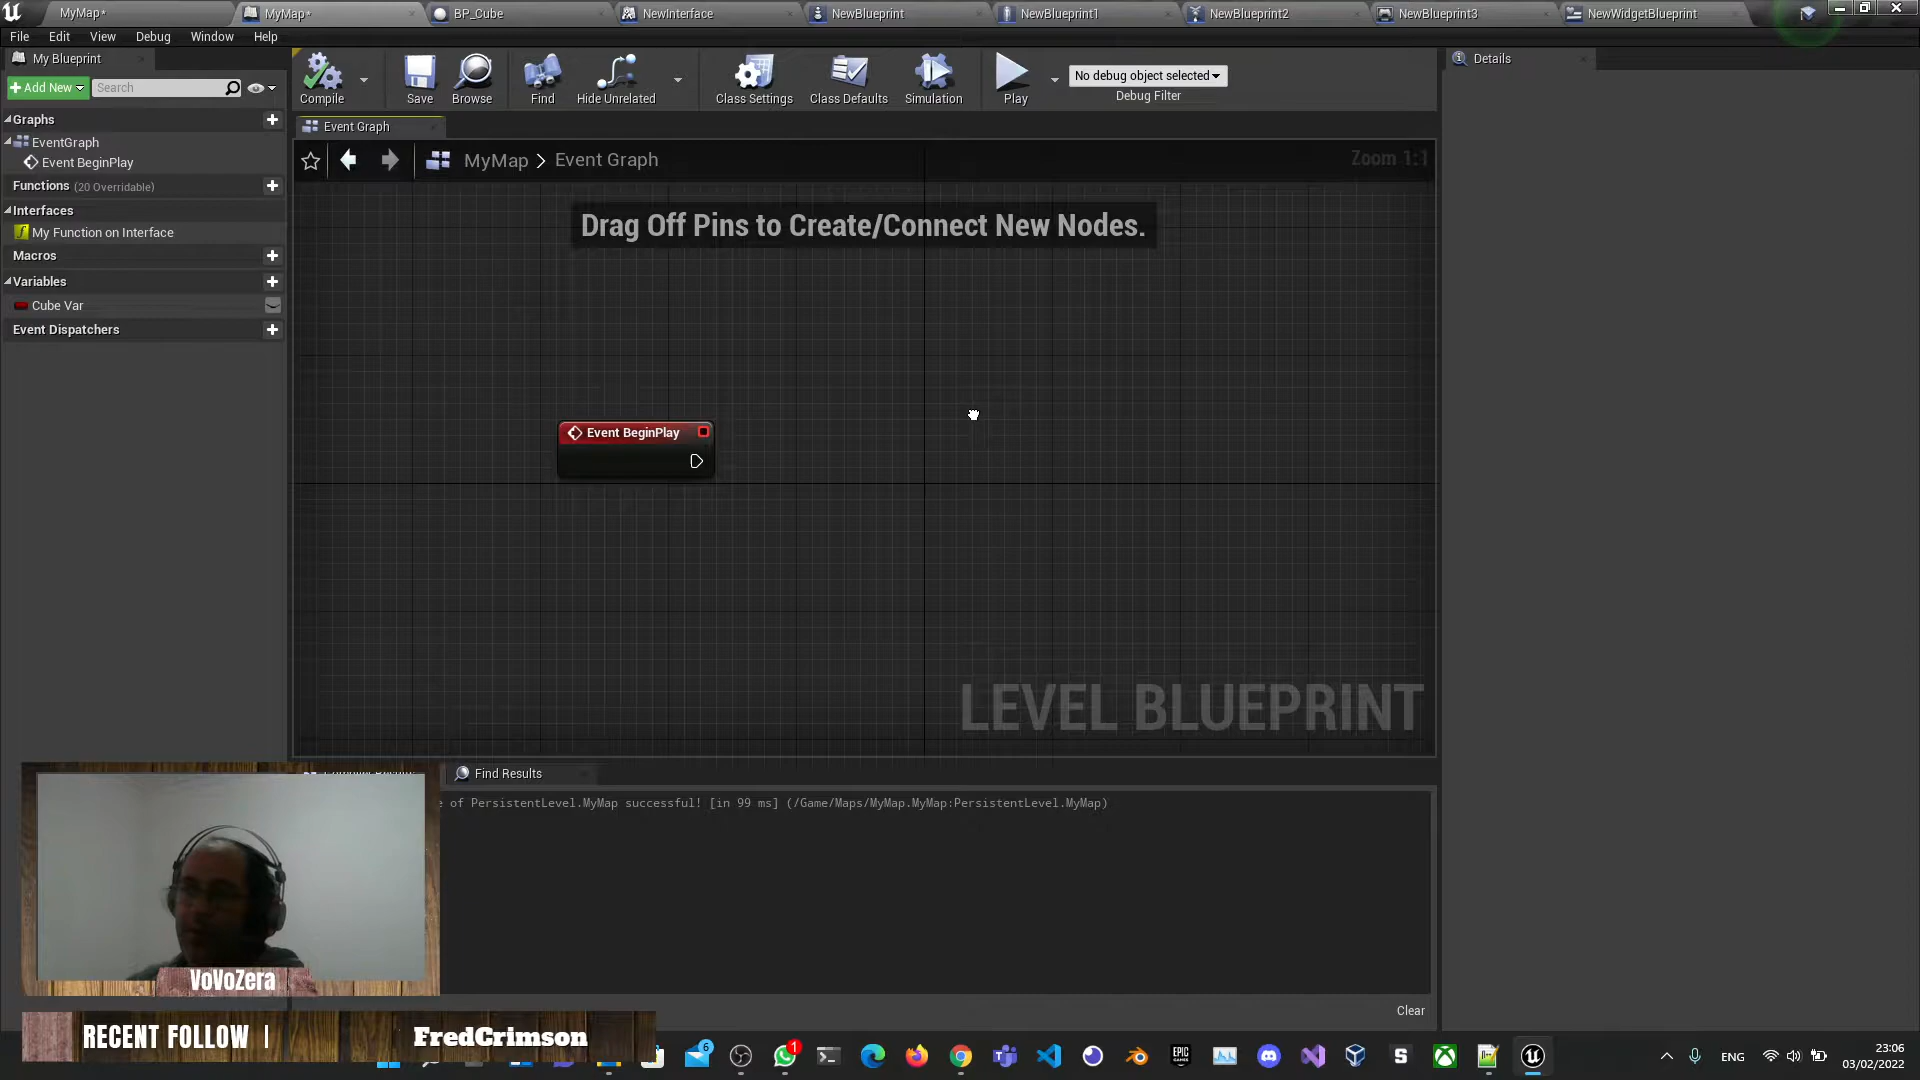 MyMap*
MyMap*
BP_Cube
NewInterface
NewBlueprint
NewBlueprint1
NewBlueprint2
NewBlueprint3
NewWidgetBlueprint
File Edit View Debug Window Help
My Blueprint
Add New
Search
Graphs
EventGraph
Event BeginPlay
Functions (20 Overridable)
Interfaces
My Function on Interface
Macros
Variables
Cube Var
Event Dispatchers
Compile
Save
Browse
Find
Hide Unrelated
Class Settings
Class Defaults
Simulation
Play
No debug object selected
Debug Filter
Event Graph
MyMap > Event Graph
Zoom 1:1
Drag Off Pins to Create/Connect New Nodes.
Event BeginPlay
LEVEL BLUEPRINT
Details
Find Results
e of PersistentLevel.MyMap successful! [in 99 ms] (/Game/Maps/MyMap.MyMap:PersistentLevel.MyMap)
Clear
VoVoZera
RECENT FOLLOW |
FredCrimson
6
1
EPIC
S
ENG
23:06
03/02/2022